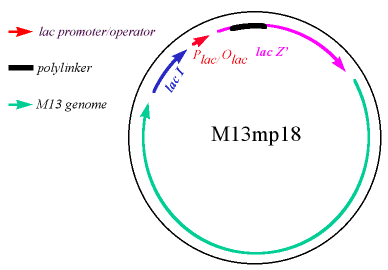 lac promoter/operator
polylinker
M13 genome
lac I
Plac/Olac
lac Z'
M13mp18